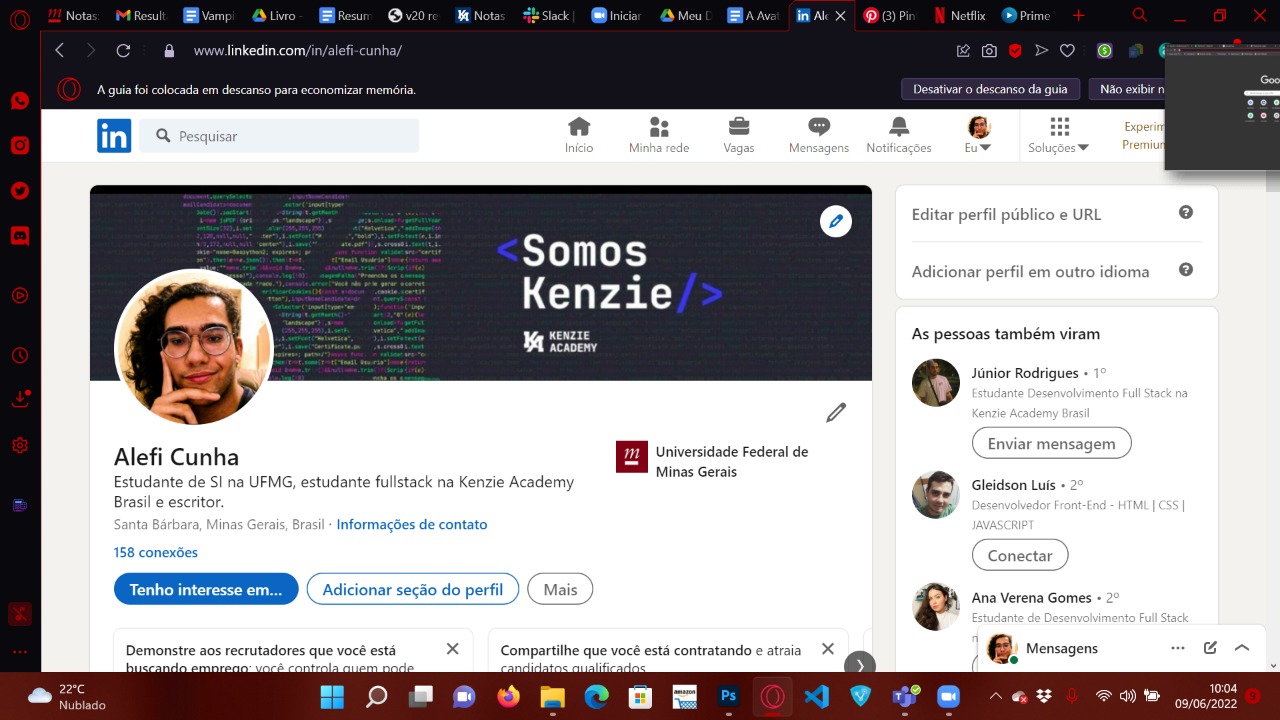 Notas
Result
Vampi
Livro -
Resum
v20 re
Notas
Slack |
Iniciar
Meu D
O Avat
Ale
(3) Pin
Netflix
Prime
www.linkedin.com/in/alefi-cunha/
A guia foi colocada em descanso para economizar memória.
Desativar o descanso da guia
Não exibir n
Goo
in
Pesquisar
Início
Minha rede
Vagas
Mensagens
Notificações
Eu
Soluções
Experim
Premium
<Somos
Kenzie/>
KENZIE
ACADEMY
Alefi Cunha
Estudante de SI na UFMG, estudante fullstack na Kenzie Academy
Brasil e escritor.
Santa Bárbara, Minas Gerais, Brasil · Informações de contato
158 conexões
Universidade Federal de
Minas Gerais
Tenho interesse em...
Adicionar seção do perfil
Mais
Demonstre aos recrutadores que você está
buscando emprego: você controla quem pode
Compartilhe que você está contratando e atraia
candidatos qualificados.
Editar perfil público e URL
Adicionar perfil em outro idioma
As pessoas também viram
Júnior Rodrigues • 1º
Estudante Desenvolvimento Full Stack na
Kenzie Academy Brasil
Enviar mensagem
Gleidson Luís • 2º
Desenvolvedor Front-End - HTML | CSS |
JAVASCRIPT
Conectar
Ana Verena Gomes • 2º
Estudante de Desenvolvimento Full Stack
Mensagens
22°C
Nublado
amazon
Ps
10:04
09/06/2022
9